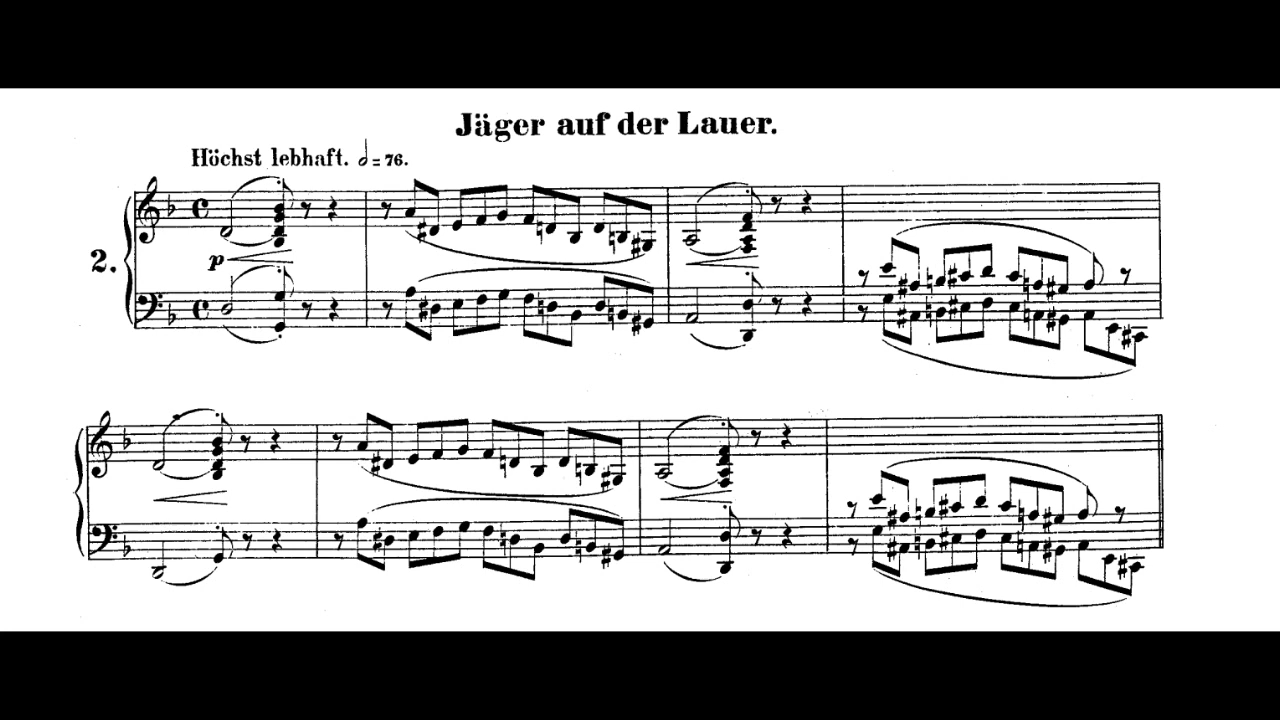 Jäger auf der Lauer.
Höchst lebhaft. 𝅗𝅥 = 76.
2.
p